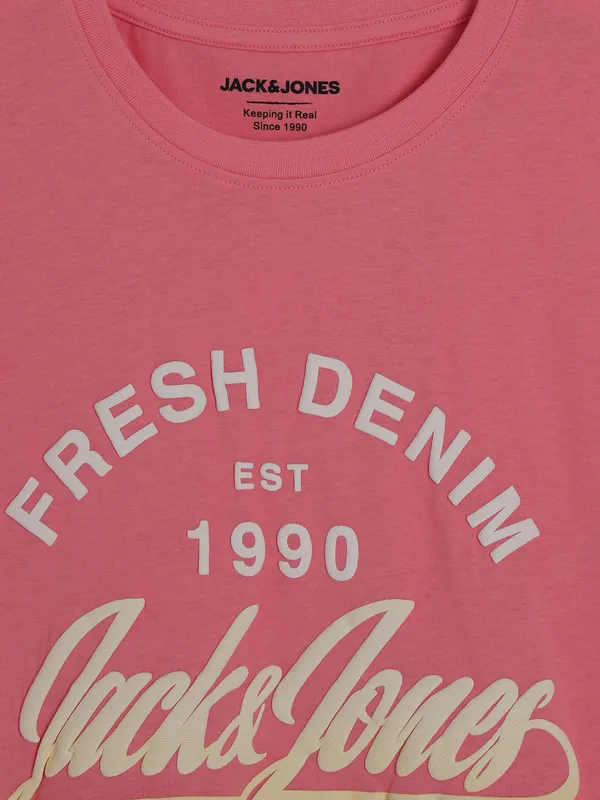 JACK&JONES
Keeping it Real
Since 1990
FRESH DENIM
EST
1990
Jack&Jones